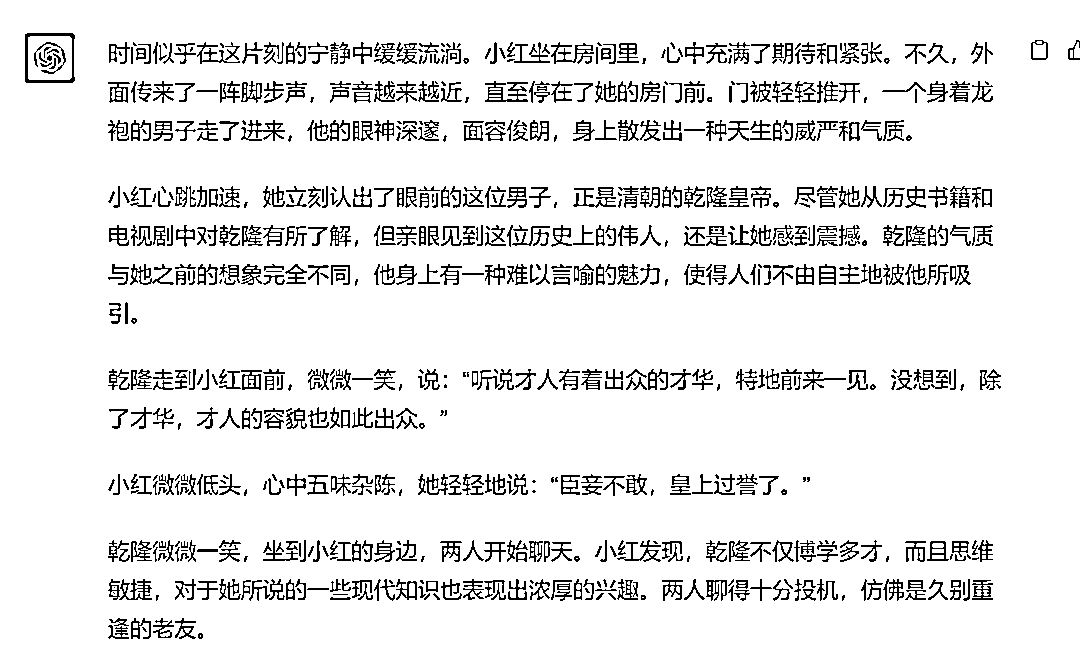 时间似乎在这片刻的宁静中缓缓流淌。小红坐在房间里，心中充满了期待和紧张。不久，外
面传来了一阵脚步声，声音越来越近，直至停在了她的房门前。门被轻轻推开，一个身着龙
袍的男子走了进来，他的眼神深邃，面容俊朗，身上散发出一种天生的威严和气质。
小红心跳加速，她立刻认出了眼前的这位男子，正是清朝的乾隆皇帝。尽管她从历史书籍和
电视剧中对乾隆有所了解，但亲眼见到这位历史上的伟人，还是让她感到震撼。乾隆的气质
与她之前的想象完全不同，他身上有一种难以言喻的魅力，使得人们不由自主地被他所吸
引。
乾隆走到小红面前，微微一笑，说：“听说才人有着出众的才华，特地前来一见。没想到，除
了才华，才人的容貌也如此出众。”
小红微微低头，心中五味杂陈，她轻轻地说：“臣妾不敢，皇上过誉了。”
乾隆微微一笑，坐到小红的身边，两人开始聊天。小红发现，乾隆不仅博学多才，而且思维
敏捷，对于她所说的一些现代知识也表现出浓厚的兴趣。两人聊得十分投机，仿佛是久别重
逢的老友。